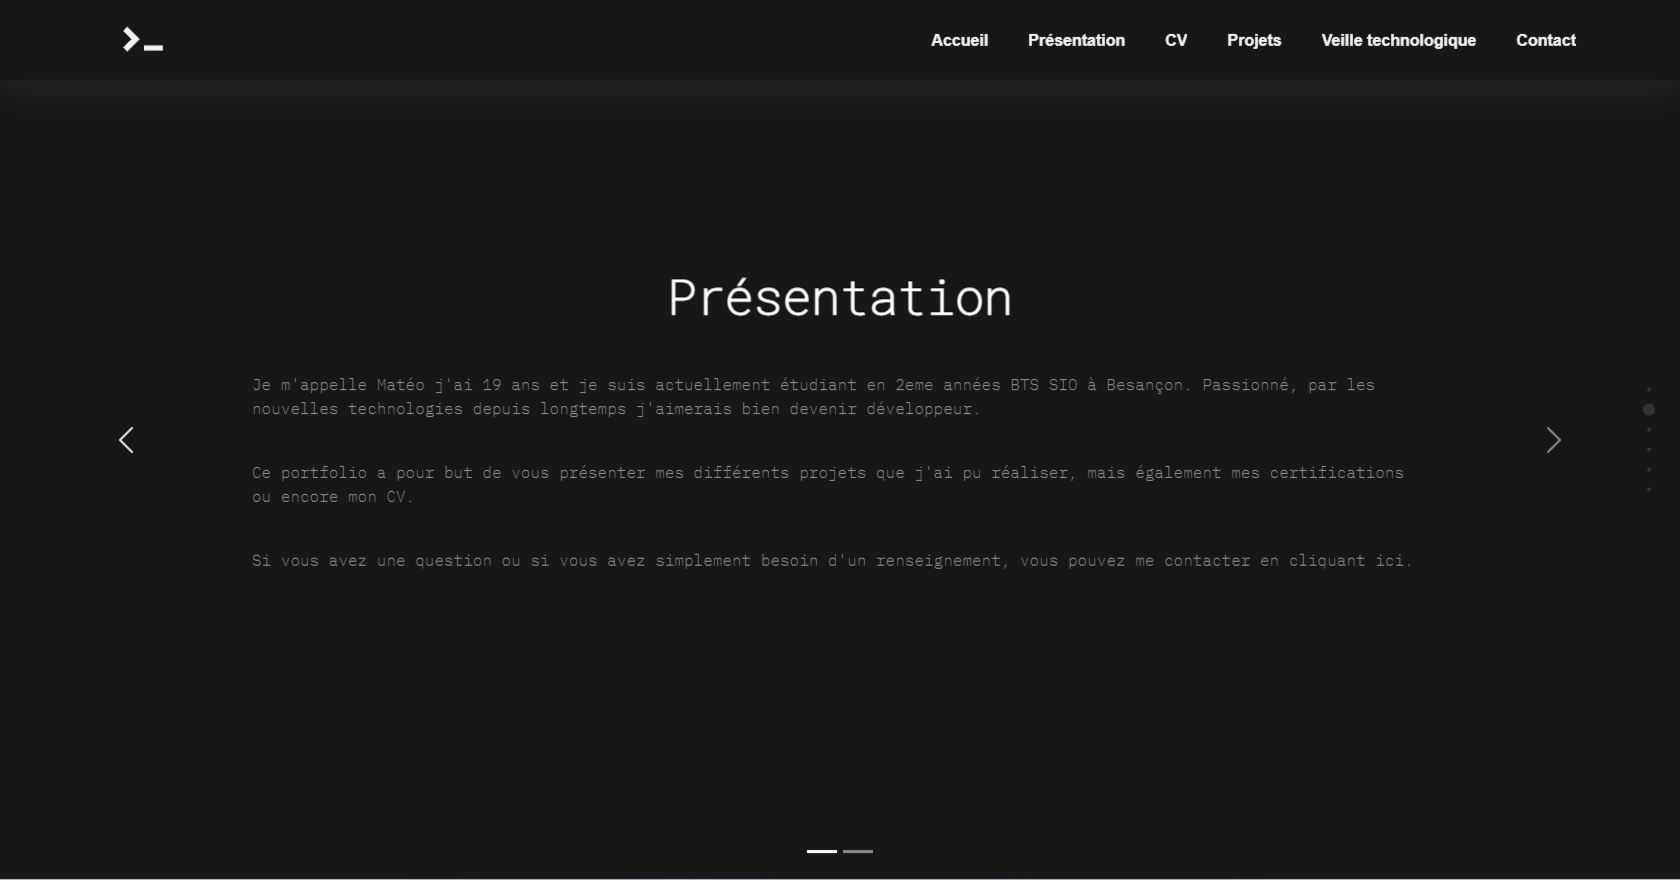 >_
Accueil Présentation CV Projets Veille technologique Contact
Présentation
Je m'appelle Matéo j'ai 19 ans et je suis actuellement étudiant en 2eme années BTS SIO à Besançon. Passionné, par les
nouvelles technologies depuis longtemps j'aimerais bien devenir développeur.
Ce portfolio a pour but de vous présenter mes différents projets que j'ai pu réaliser, mais également mes certifications
ou encore mon CV.
Si vous avez une question ou si vous avez simplement besoin d'un renseignement, vous pouvez me contacter en cliquant ici.